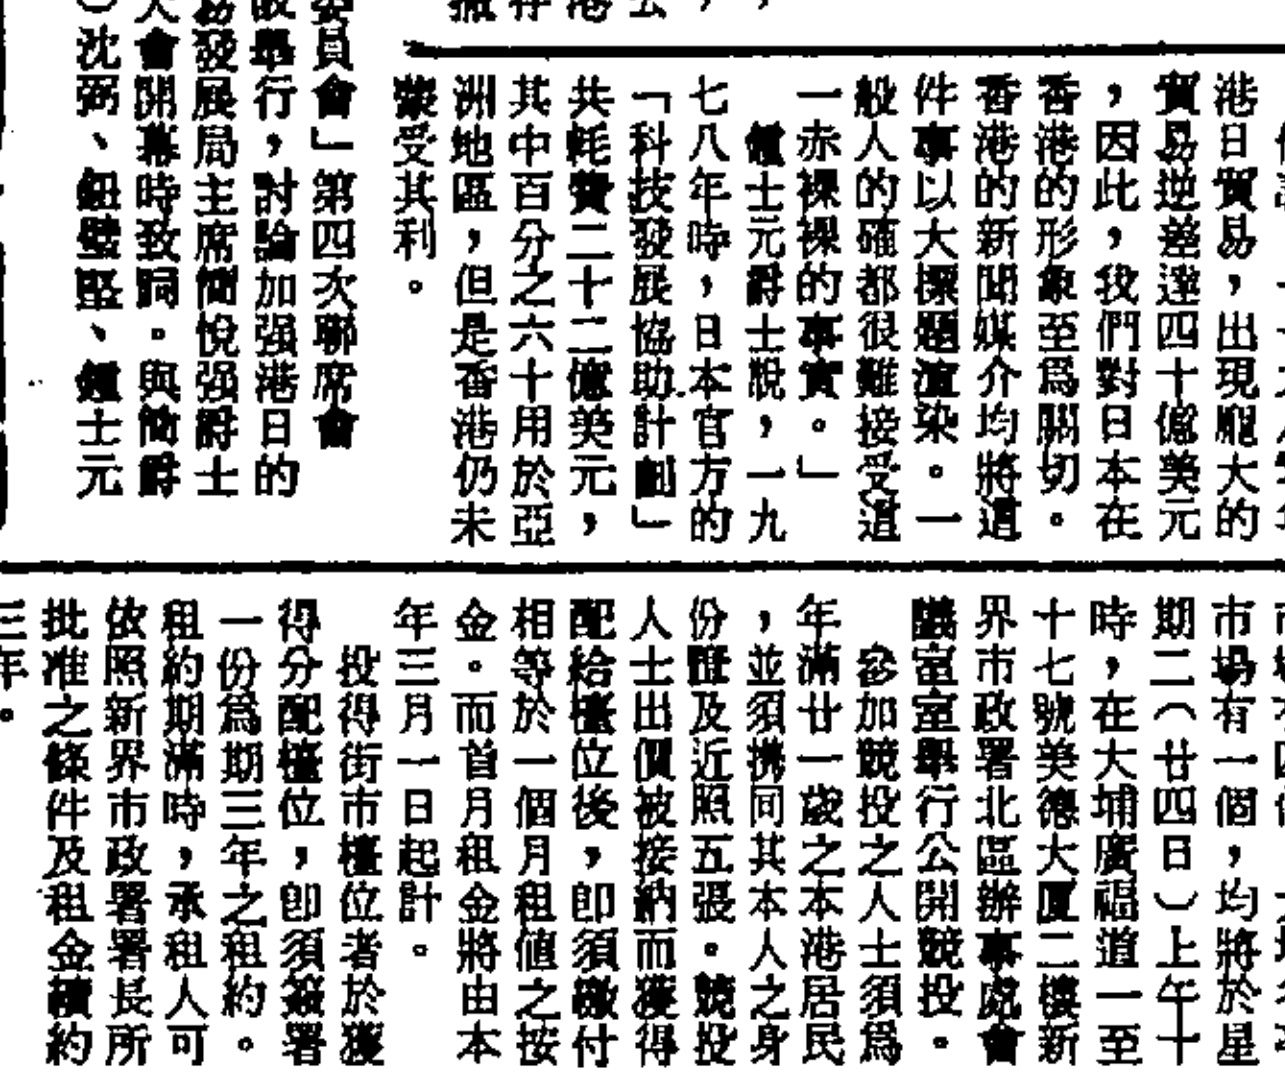 港日貿易，出現龐大的
貿易逆差達四十億美元
，因此，我們對日本在
香港的形象至爲關切。
香港的新聞媒介均將這
件事以大標題渲染。一
般人的確都很難接受這
一赤裸裸的事實。」
鍾士元爵士說，一九
七八年時，日本官方的
「科技發展協助計劃」
共耗費二十二億美元，
其中百分之六十用於亞
洲地區，但是香港仍未
蒙受其利。
委員會」第四次聯席會
舉行，討論加强港日的
易發展局主席簡悅强爵士
大會開幕時致詞。與簡爵
）沈弼、鈕璧堅、鍾士元
市場有一個，均將於星
期二（廿四日）上午十
時，在大埔廣福道一至
十七號美德大厦二樓新
界市政署北區辦事處會
議室室舉行公開競投。
參加競投之人士須爲
年滿廿一歲之本港居民
，並須携同其本人之身
份證及近照五張。競投
人士出價被接納而獲得
配給檯位後，即須繳付
相等於一個月租値之按
金。而首月租金將由本
年三月一日起計。
投得街市檯位者於獲
得分配檯位，卽須簽署
一份爲期三年之租約。
租約期滿時，承租人可
依照新界市政署署長所
批准之條件及租金續約
三年。